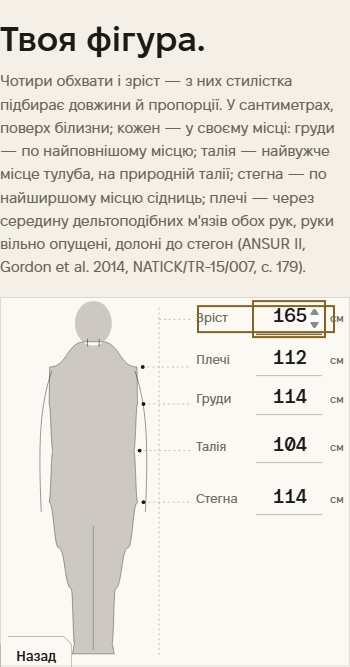 Твоя фігура.
Чотири обхвати і зріст — з них стилістка
підбирає довжини й пропорції. У сантиметрах,
поверх білизни; кожен — у своєму місці: груди
— по найповнішому місцю; талія — найвужче
місце тулуба, на природній талії; стегна — по
найширшому місцю сідниць; плечі — через
середину дельтоподібних м'язів обох рук, руки
вільно опущені, долоні до стегон (ANSUR II,
Gordon et al. 2014, NATICK/TR-15/007, с. 179).
Зріст 165 см
Плечі 112 см
Груди 114 см
Талія 104 см
Стегна 114 см
Назад